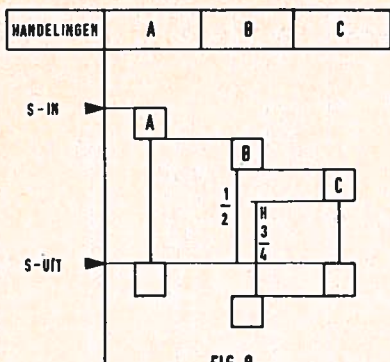 HANDELINGEN A B C
S-IN
A
B
C
1/2
H 3/4
S-UIT
FIG 9